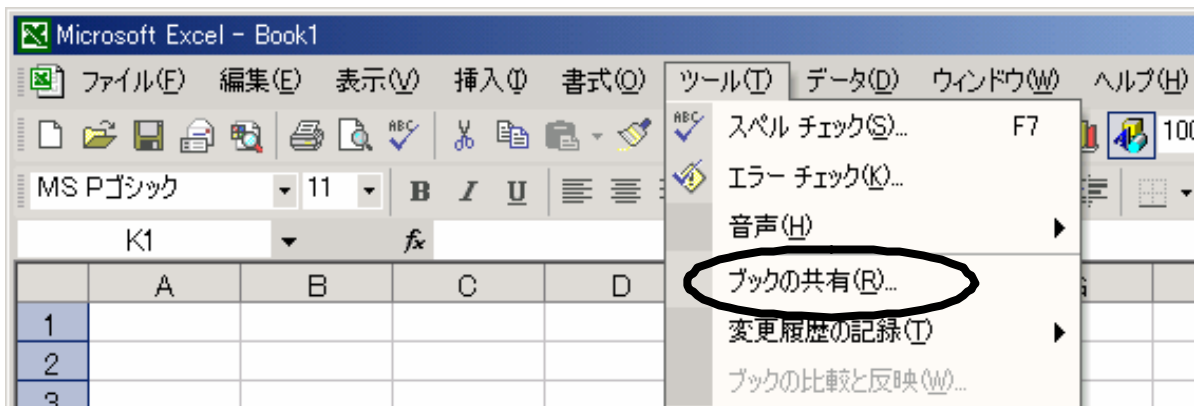 Microsoft Excel - Book1
ファイル(F) 編集(E) 表示(V) 挿入(I) 書式(O) ツール(T) データ(D) ウィンドウ(W) ヘルプ(H)
スペル チェック(S)... F7
100
エラー チェック(K)...
MS Pゴシック 11 B I U
音声(H)
K1 fx
ブックの共有(R)...
A B C D
変更履歴の記録(T)
1
ブックの比較と反映(W)...
2
3